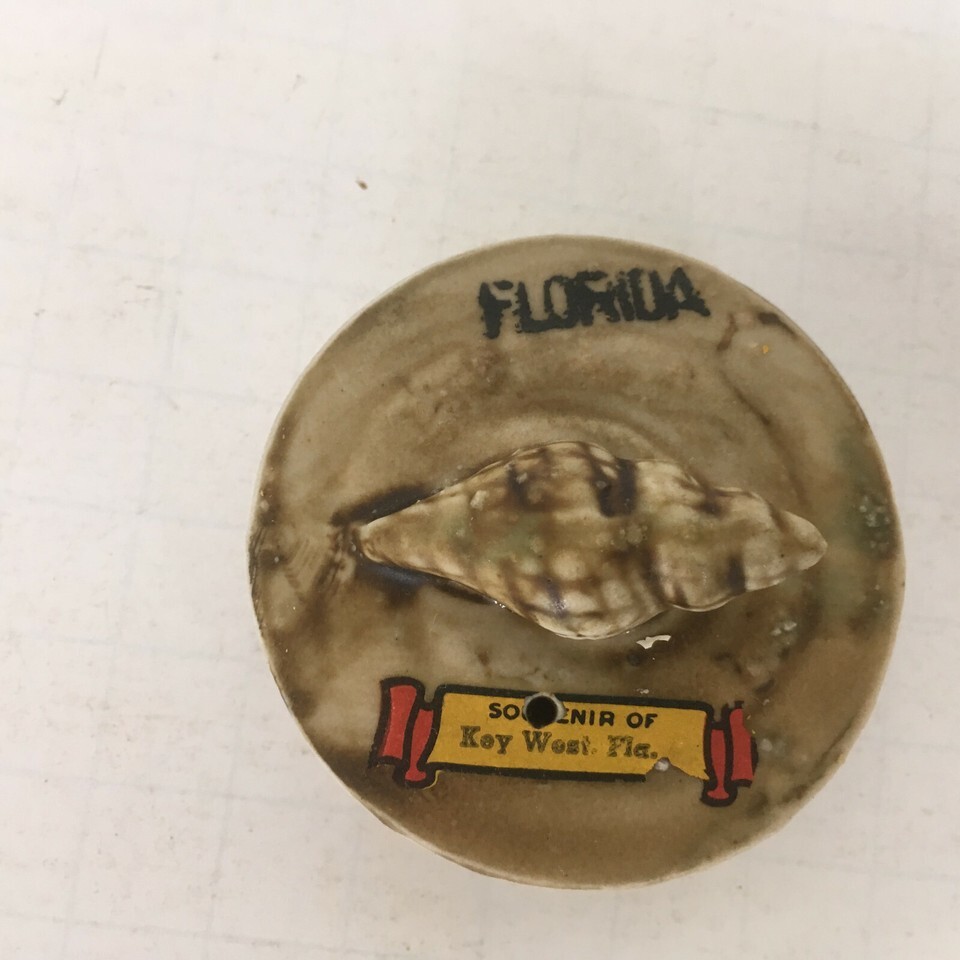 FLORIDA
SOUVENIR OF
Key West, Fla.